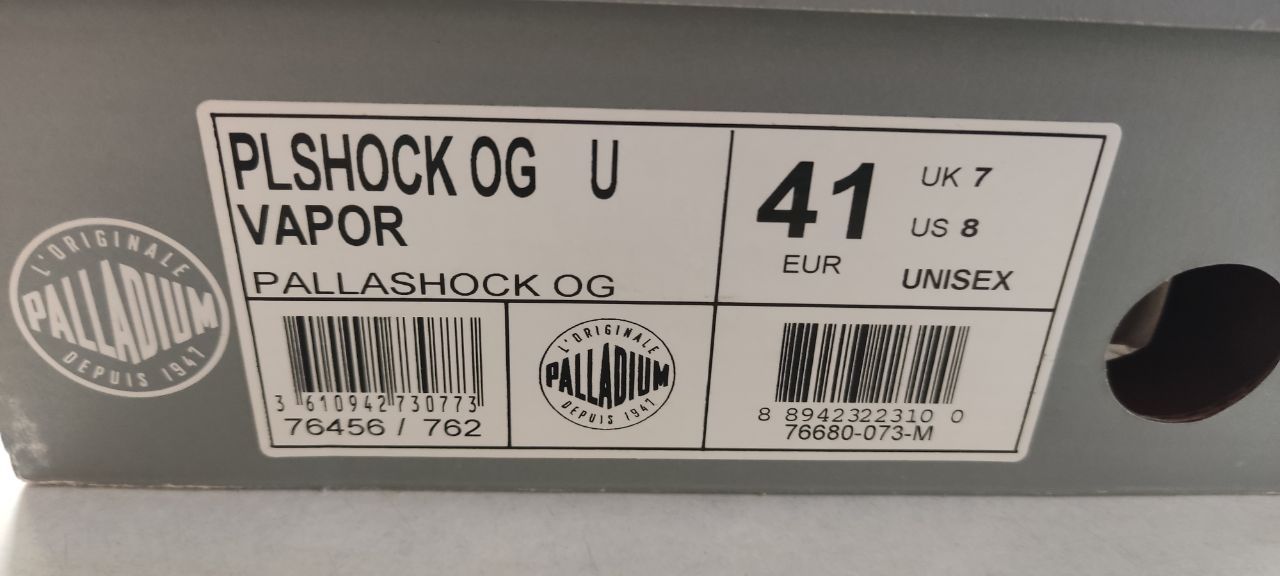 PLSHOCK OG U
VAPOR
PALLASHOCK OG
41
EUR
UK 7
US 8
UNISEX
L'ORIGINALE
PALLADIUM
DEPUIS 1947
3 610942 730773
76456 / 762
L'ORIGINALE
PALLADIUM
DEPUIS 1947
8 8942322310 0
76680-073-M